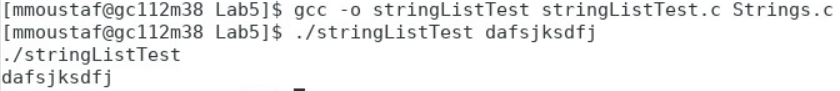 [mmoustaf@gc112m38 Lab5]$ gcc -o stringListTest stringListTest.c Strings.c
[mmoustaf@gc112m38 Lab5]$ ./stringListTest dafsjksdfj
./stringListTest
dafsjksdfj